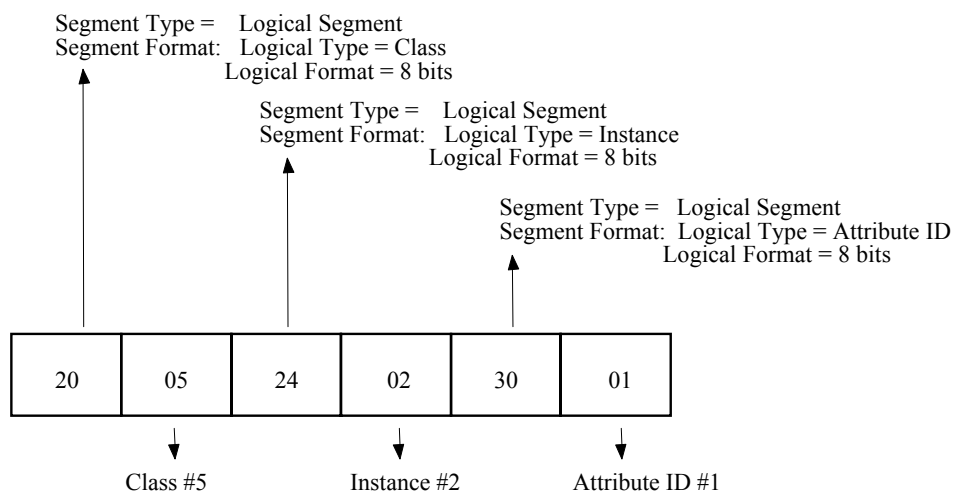 Segment Type = Logical Segment
Segment Format: Logical Type = Class
Logical Format = 8 bits
Segment Type = Logical Segment
Segment Format: Logical Type = Instance
Logical Format = 8 bits
Segment Type = Logical Segment
Segment Format: Logical Type = Attribute ID
Logical Format = 8 bits
20 05 24 02 30 01
Class #5 Instance #2 Attribute ID #1